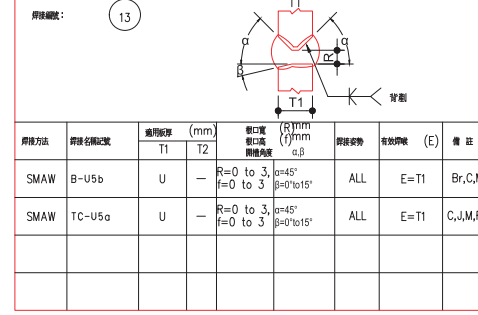 焊接編號：
13
T1
α
α
R
β
T1
背剷
焊接方法 焊接名稱記號 適用板厚 (mm) 根口寬 (R)mm 焊接姿勢 有效焊喉 (E) 備 註
T1 T2 根口高 (f)mm
開槽角度 α,β
SMAW B-U5b U — R=0 to 3, f=0 to 3 α=45° β=0°to15° ALL E=T1 Br,C,
SMAW TC-U5a U — R=0 to 3, f=0 to 3 α=45° β=0°to15° ALL E=T1 C,J,M,